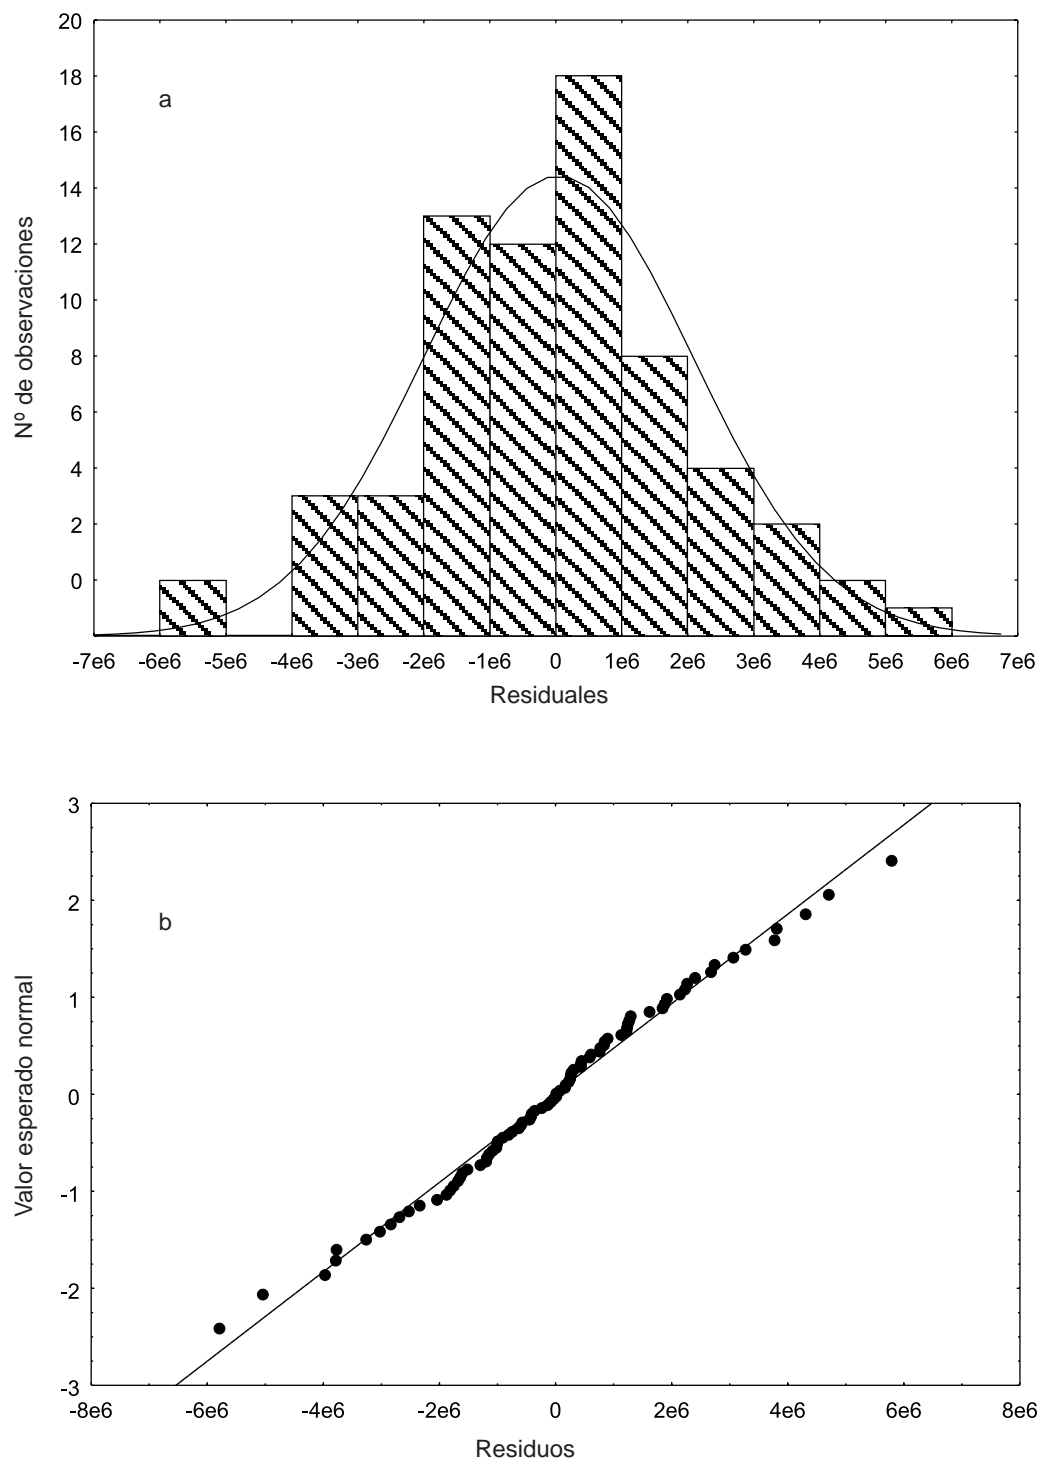 20
18
a
16
14
12
10
8
6
4
2
0
Nº de observaciones
-7e6 -6e6 -5e6 -4e6 -3e6 -2e6 -1e6 0 1e6 2e6 3e6 4e6 5e6 6e6 7e6
Residuales
3
2
b
1
0
-1
-2
-3
Valor esperado normal
-8e6 -6e6 -4e6 -2e6 0 2e6 4e6 6e6 8e6
Residuos